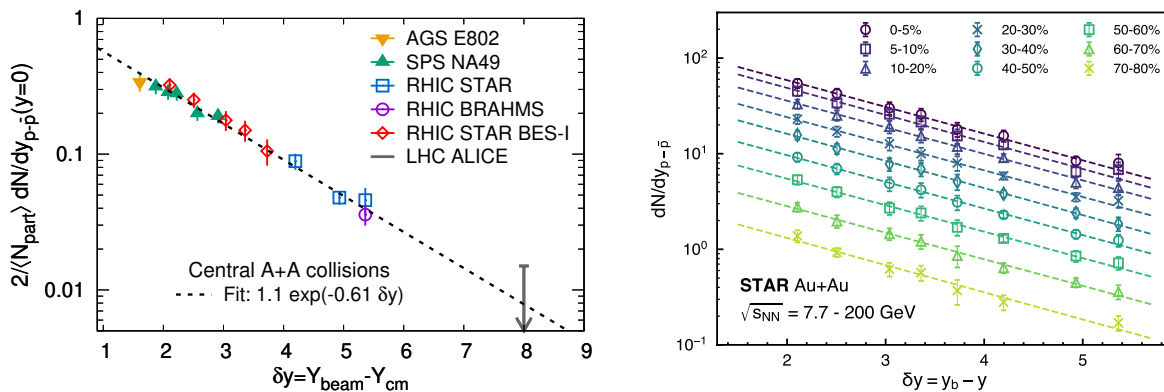 2/⟨N_part⟩ dN/dy_p-p̄(y=0)
1
0.1
0.01
AGS E802
SPS NA49
RHIC STAR
RHIC BRAHMS
RHIC STAR BES-I
LHC ALICE
Central A+A collisions
Fit: 1.1 exp(-0.61 δy)
1 2 3 4 5 6 7 8 9
δy=Y_beam-Y_cm
dN/dy_p−p̄
10²
10¹
10⁰
10⁻¹
0-5%
5-10%
10-20%
20-30%
30-40%
40-50%
50-60%
60-70%
70-80%
STAR Au+Au
√s_NN = 7.7 - 200 GeV
2 3 4 5
δy = y_b − y